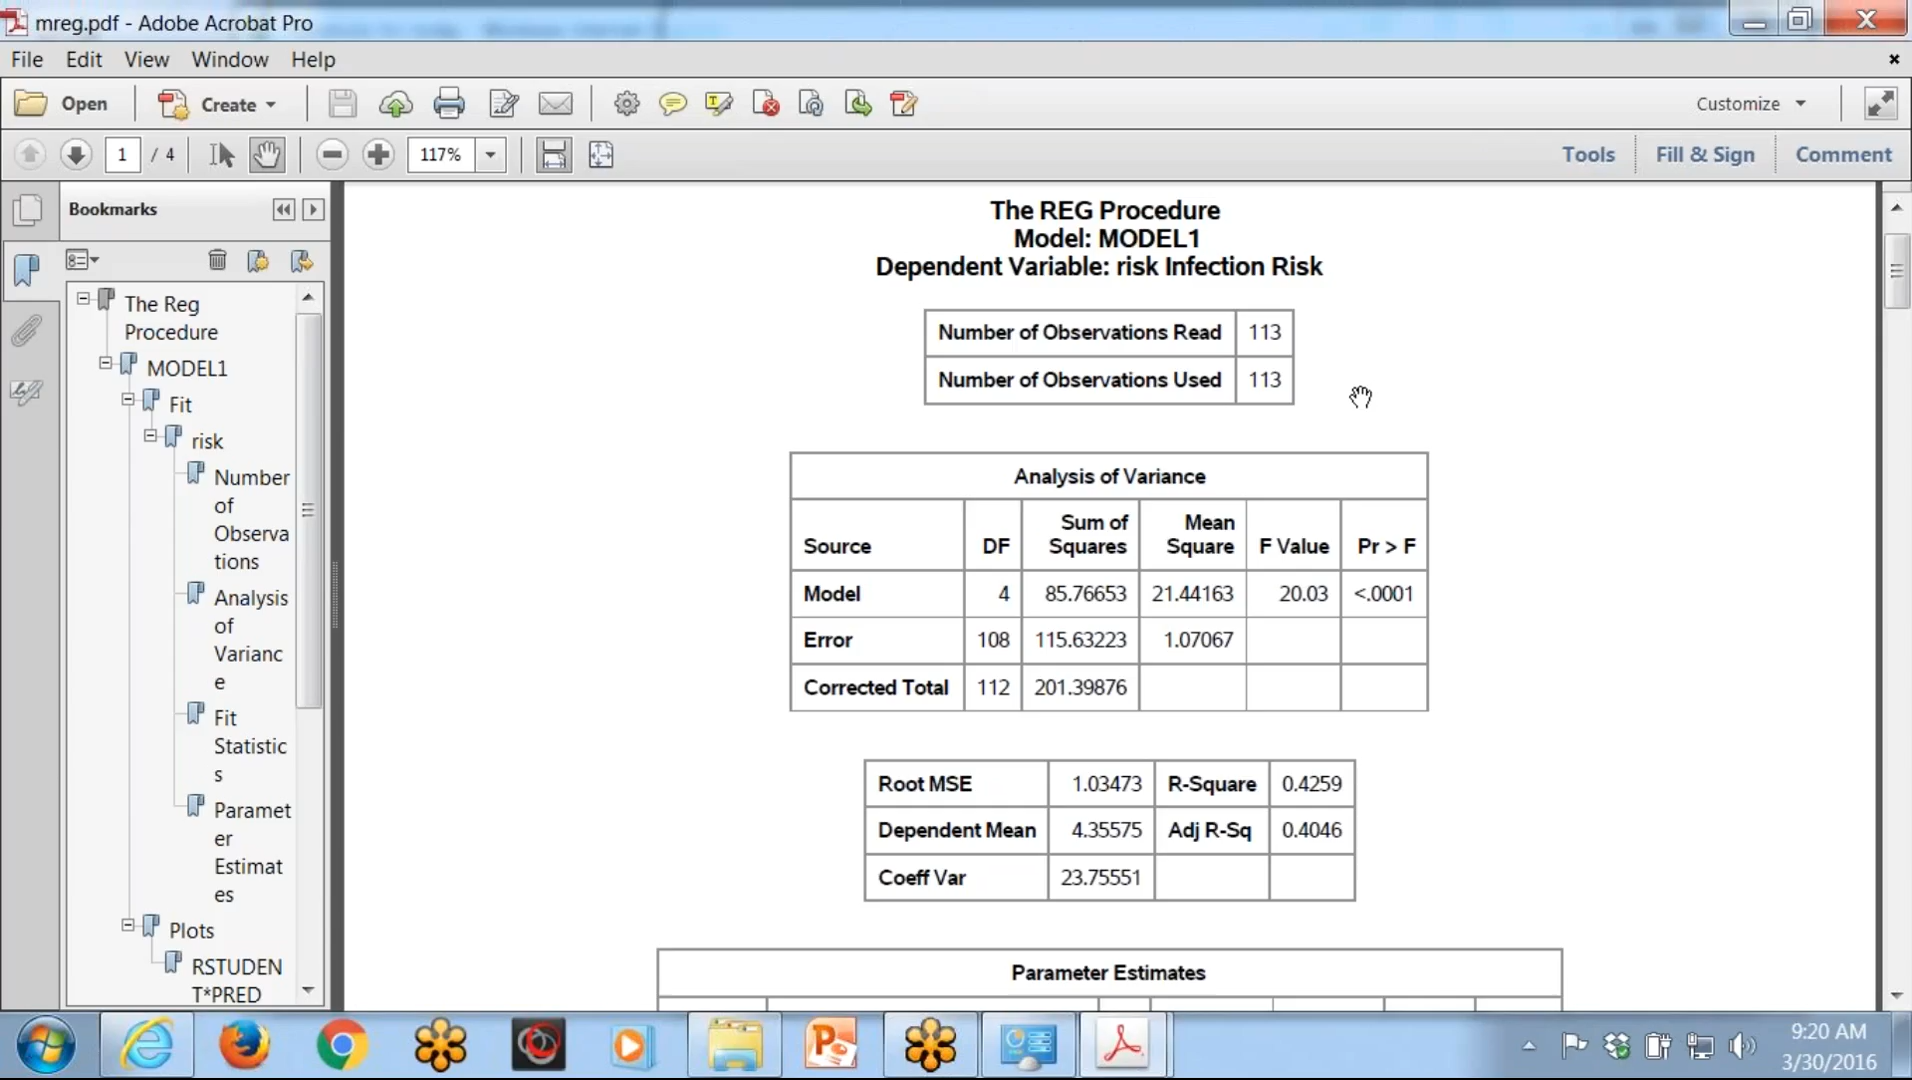 mreg.pdf - Adobe Acrobat Pro
File Edit View Window Help
Open Create Customize
1 / 4 117% Tools Fill & Sign Comment
Bookmarks
The Reg
Procedure
MODEL1
Fit
risk
Number
of
Observa
tions
Analysis
of
Varianc
e
Fit
Statistic
s
Paramet
er
Estimat
es
Plots
RSTUDEN
T*PRED
The REG Procedure
Model: MODEL1
Dependent Variable: risk Infection Risk
Number of Observations Read 113
Number of Observations Used 113
Analysis of Variance
Source DF Sum of Squares Mean Square F Value Pr > F
Model 4 85.76653 21.44163 20.03 <.0001
Error 108 115.63223 1.07067
Corrected Total 112 201.39876
Root MSE 1.03473 R-Square 0.4259
Dependent Mean 4.35575 Adj R-Sq 0.4046
Coeff Var 23.75551
Parameter Estimates
9:20 AM
3/30/2016